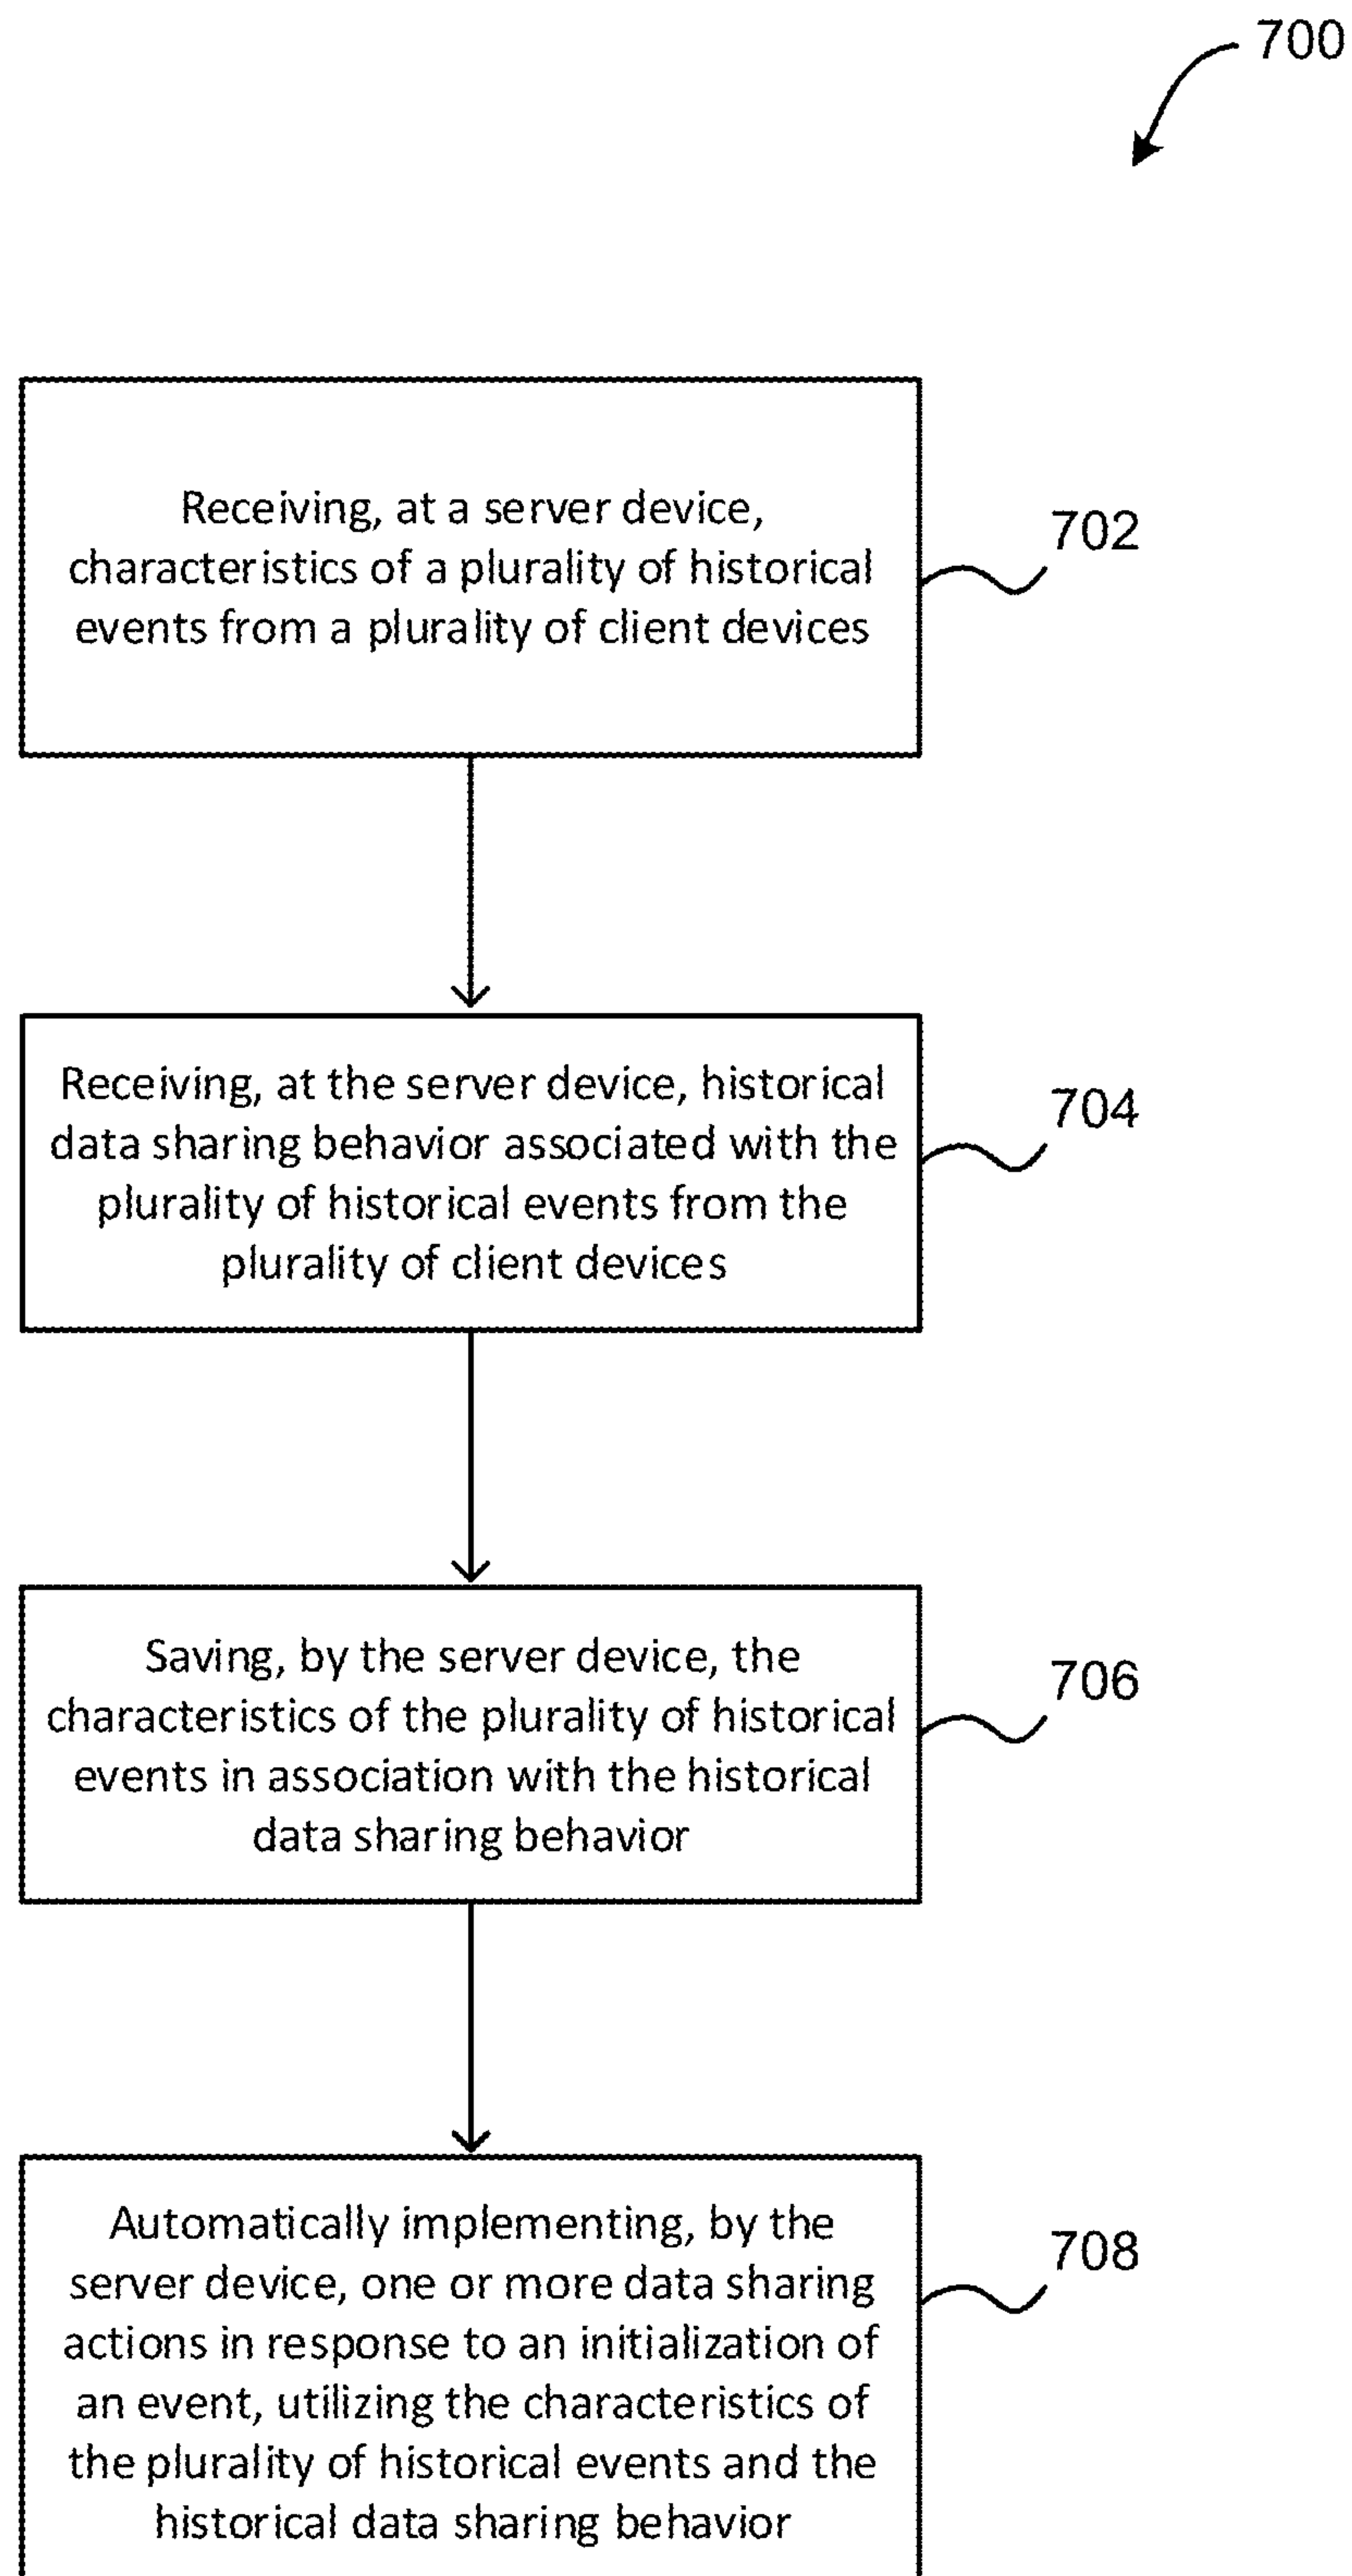 700
Receiving, at a server device,
characteristics of a plurality of historical
events from a plurality of client devices
702
Receiving, at the server device, historical
data sharing behavior associated with the
plurality of historical events from the
plurality of client devices
704
Saving, by the server device, the
characteristics of the plurality of historical
events in association with the historical
data sharing behavior
706
Automatically implementing, by the
server device, one or more data sharing
actions in response to an initialization of
an event, utilizing the characteristics of
the plurality of historical events and the
historical data sharing behavior
708